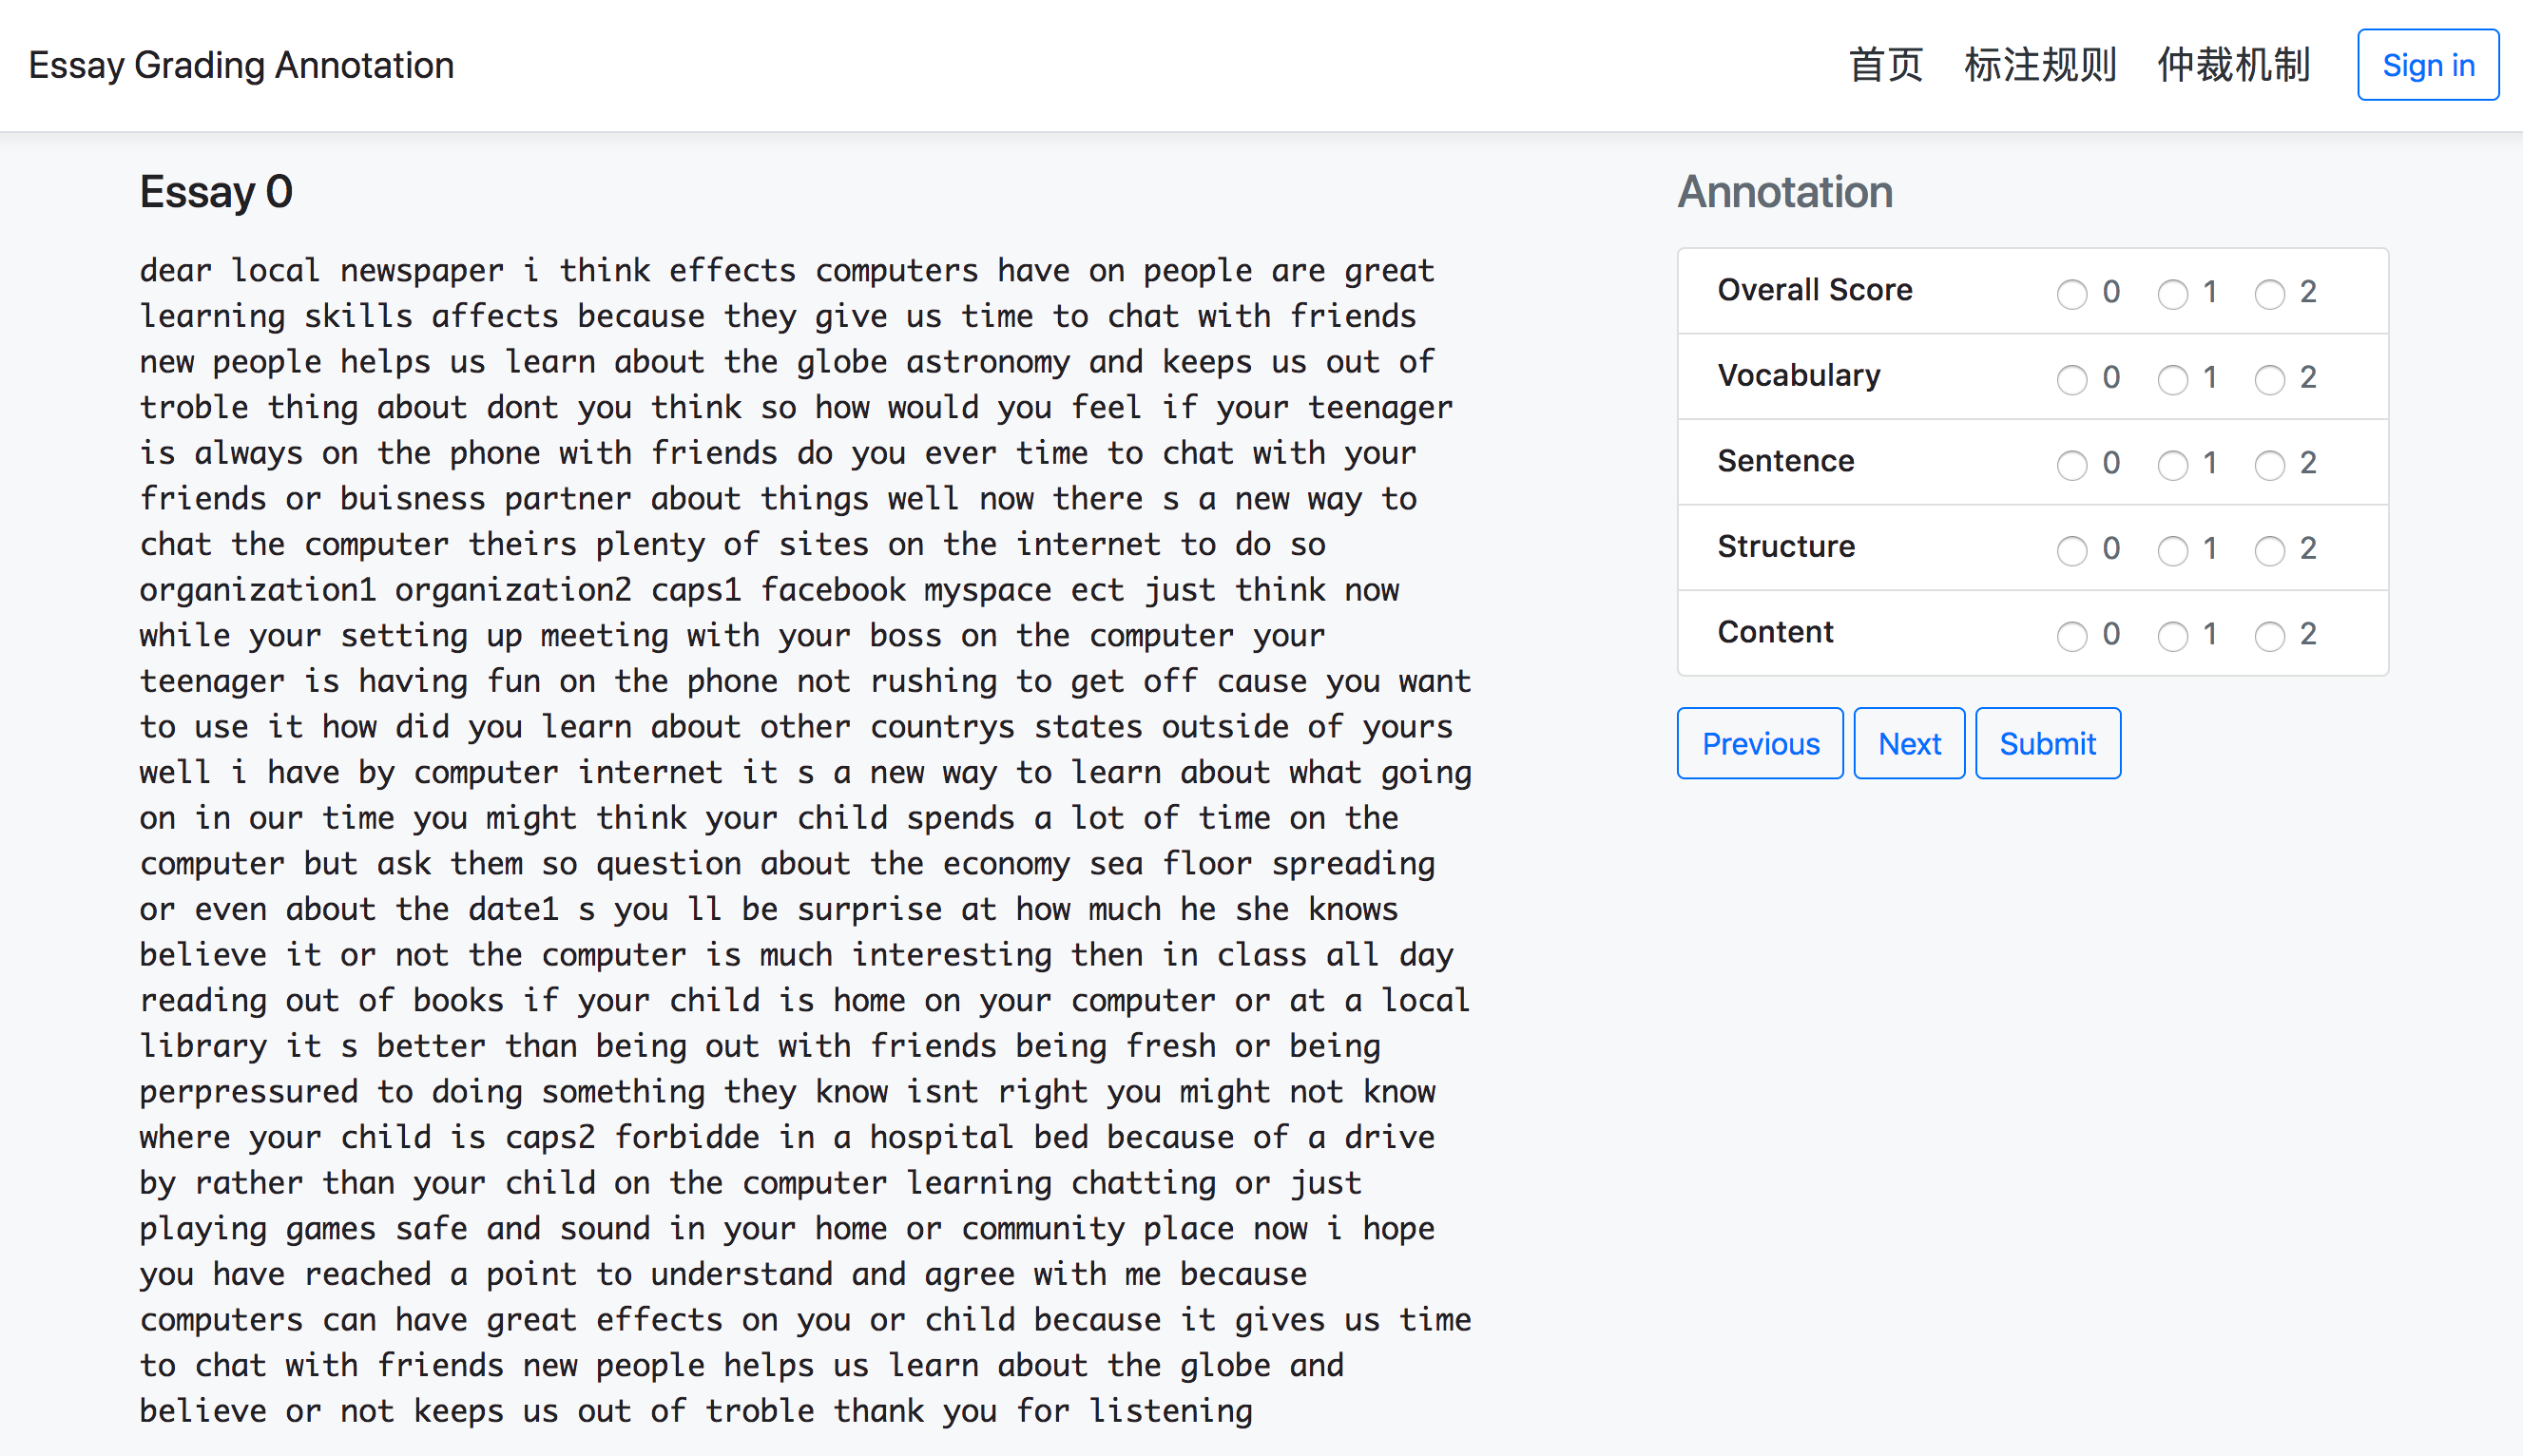 Essay Grading Annotation
首页 标注规则 仲裁机制 Sign in
Essay 0
dear local newspaper i think effects computers have on people are great
learning skills affects because they give us time to chat with friends
new people helps us learn about the globe astronomy and keeps us out of
troble thing about dont you think so how would you feel if your teenager
is always on the phone with friends do you ever time to chat with your
friends or buisness partner about things well now there s a new way to
chat the computer theirs plenty of sites on the internet to do so
organization1 organization2 caps1 facebook myspace ect just think now
while your setting up meeting with your boss on the computer your
teenager is having fun on the phone not rushing to get off cause you want
to use it how did you learn about other countrys states outside of yours
well i have by computer internet it s a new way to learn about what going
on in our time you might think your child spends a lot of time on the
computer but ask them so question about the economy sea floor spreading
or even about the date1 s you ll be surprise at how much he she knows
believe it or not the computer is much interesting then in class all day
reading out of books if your child is home on your computer or at a local
library it s better than being out with friends being fresh or being
perpressured to doing something they know isnt right you might not know
where your child is caps2 forbidde in a hospital bed because of a drive
by rather than your child on the computer learning chatting or just
playing games safe and sound in your home or community place now i hope
you have reached a point to understand and agree with me because
computers can have great effects on you or child because it gives us time
to chat with friends new people helps us learn about the globe and
believe or not keeps us out of troble thank you for listening
Annotation
Overall Score 0 1 2
Vocabulary 0 1 2
Sentence 0 1 2
Structure 0 1 2
Content 0 1 2
Previous Next Submit